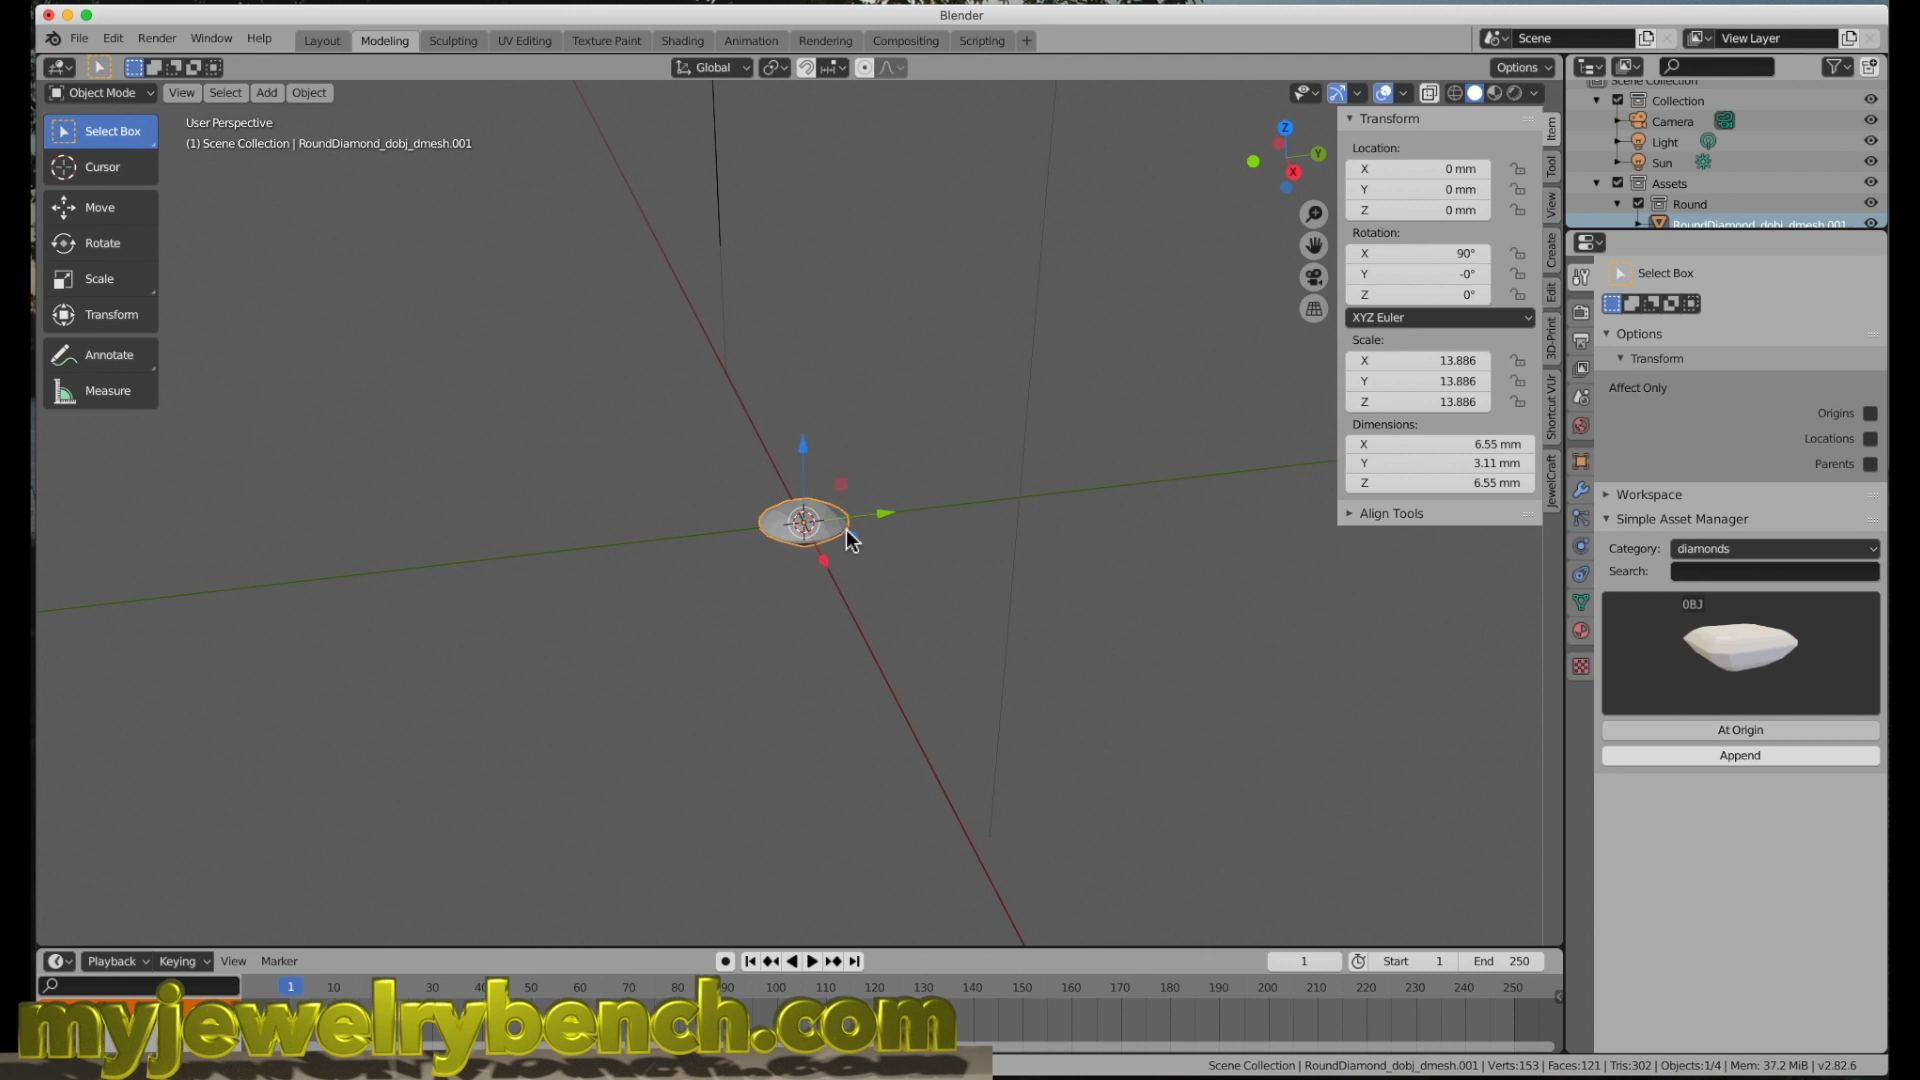 Blender
File Edit Render Window Help
Layout Modeling Sculpting UV Editing Texture Paint Shading Animation Rendering Compositing Scripting +
Scene
View Layer
Global
Options
Object Mode View Select Add Object
Select Box
Cursor
Move
Rotate
Scale
Transform
Annotate
Measure
User Perspective
(1) Scene Collection | RoundDiamond_dobj_dmesh.001
Z
Y
X
Transform
Location:
X 0 mm
Y 0 mm
Z 0 mm
Rotation:
X 90°
Y -0°
Z 0°
XYZ Euler
Scale:
X 13.886
Y 13.886
Z 13.886
Dimensions:
X 6.55 mm
Y 3.11 mm
Z 6.55 mm
Align Tools
Item
Tool
View
Create
Edit
3D-Print
Shortcut VUr
JewelCraft
Scene Collection
Collection
Camera
Light
Sun
Assets
Round
RoundDiamond_dobj_dmesh.001
Select Box
Options
Transform
Affect Only
Origins
Locations
Parents
Workspace
Simple Asset Manager
Category: diamonds
Search:
OBJ
At Origin
Append
Playback Keying View Marker
1 Start 1 End 250
1 10 20 30 40 50 60 70 80 90 100 110 120 130 140 150 160 170 180 190 200 210 220 230 240 250
myjewelrybench.com
Scene Collection | RoundDiamond_dobj_dmesh.001 | Verts:153 | Faces:121 | Tris:302 | Objects:1/4 | Mem: 37.2 MiB | v2.82.6